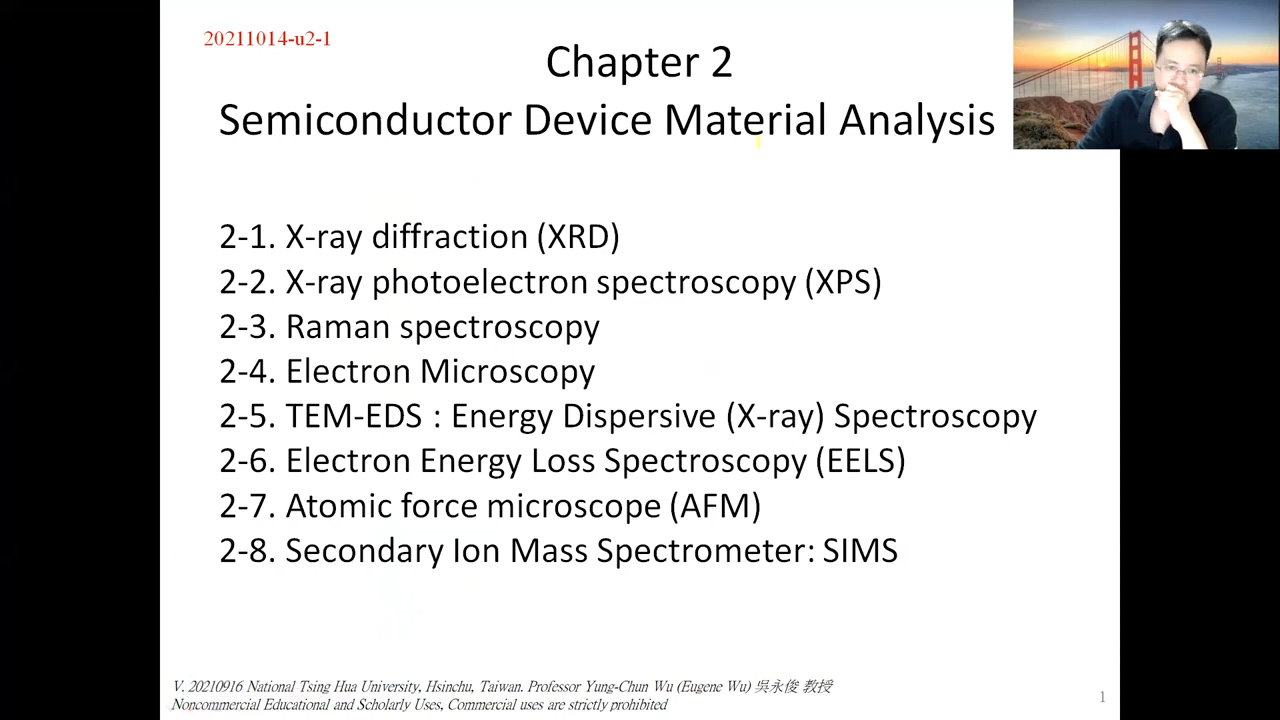 20211014-u2-1
Chapter 2
Semiconductor Device Material Analysis
2-1. X-ray diffraction (XRD)
2-2. X-ray photoelectron spectroscopy (XPS)
2-3. Raman spectroscopy
2-4. Electron Microscopy
2-5. TEM-EDS : Energy Dispersive (X-ray) Spectroscopy
2-6. Electron Energy Loss Spectroscopy (EELS)
2-7. Atomic force microscope (AFM)
2-8. Secondary Ion Mass Spectrometer: SIMS
V. 20210916 National Tsing Hua University, Hsinchu, Taiwan. Professor Yung-Chun Wu (Eugene Wu) 吳永俊 教授
Noncommercial Educational and Scholarly Uses, Commercial uses are strictly prohibited
1